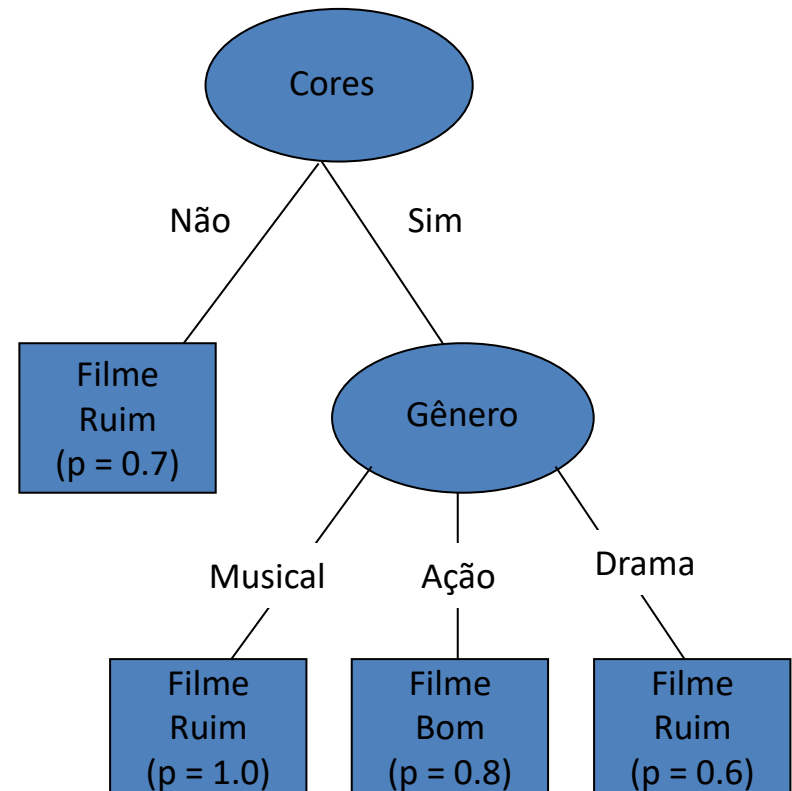 Cores
Não
Sim
Filme
Ruim
(p = 0.7)
Gênero
Musical
Ação
Drama
Filme
Ruim
(p = 1.0)
Filme
Bom
(p = 0.8)
Filme
Ruim
(p = 0.6)